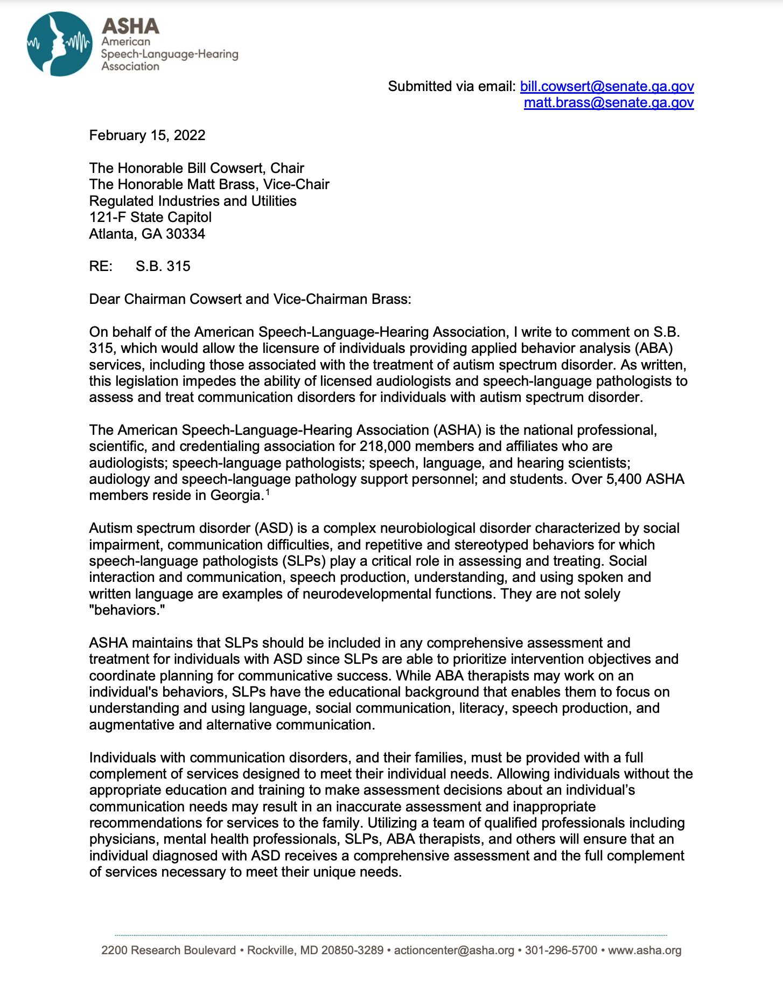 ASHA
American
Speech-Language-Hearing
Association
Submitted via email: bill.cowsert@senate.ga.gov
matt.brass@senate.ga.gov
February 15, 2022
The Honorable Bill Cowsert, Chair
The Honorable Matt Brass, Vice-Chair
Regulated Industries and Utilities
121-F State Capitol
Atlanta, GA 30334
RE: S.B. 315
Dear Chairman Cowsert and Vice-Chairman Brass:
On behalf of the American Speech-Language-Hearing Association, I write to comment on S.B.
315, which would allow the licensure of individuals providing applied behavior analysis (ABA)
services, including those associated with the treatment of autism spectrum disorder. As written,
this legislation impedes the ability of licensed audiologists and speech-language pathologists to
assess and treat communication disorders for individuals with autism spectrum disorder.
The American Speech-Language-Hearing Association (ASHA) is the national professional,
scientific, and credentialing association for 218,000 members and affiliates who are
audiologists; speech-language pathologists; speech, language, and hearing scientists;
audiology and speech-language pathology support personnel; and students. Over 5,400 ASHA
members reside in Georgia.¹
Autism spectrum disorder (ASD) is a complex neurobiological disorder characterized by social
impairment, communication difficulties, and repetitive and stereotyped behaviors for which
speech-language pathologists (SLPs) play a critical role in assessing and treating. Social
interaction and communication, speech production, understanding, and using spoken and
written language are examples of neurodevelopmental functions. They are not solely
"behaviors."
ASHA maintains that SLPs should be included in any comprehensive assessment and
treatment for individuals with ASD since SLPs are able to prioritize intervention objectives and
coordinate planning for communicative success. While ABA therapists may work on an
individual's behaviors, SLPs have the educational background that enables them to focus on
understanding and using language, social communication, literacy, speech production, and
augmentative and alternative communication.
Individuals with communication disorders, and their families, must be provided with a full
complement of services designed to meet their individual needs. Allowing individuals without the
appropriate education and training to make assessment decisions about an individual’s
communication needs may result in an inaccurate assessment and inappropriate
recommendations for services to the family. Utilizing a team of qualified professionals including
physicians, mental health professionals, SLPs, ABA therapists, and others will ensure that an
individual diagnosed with ASD receives a comprehensive assessment and the full complement
of services necessary to meet their unique needs.
2200 Research Boulevard • Rockville, MD 20850-3289 • actioncenter@asha.org • 301-296-5700 • www.asha.org